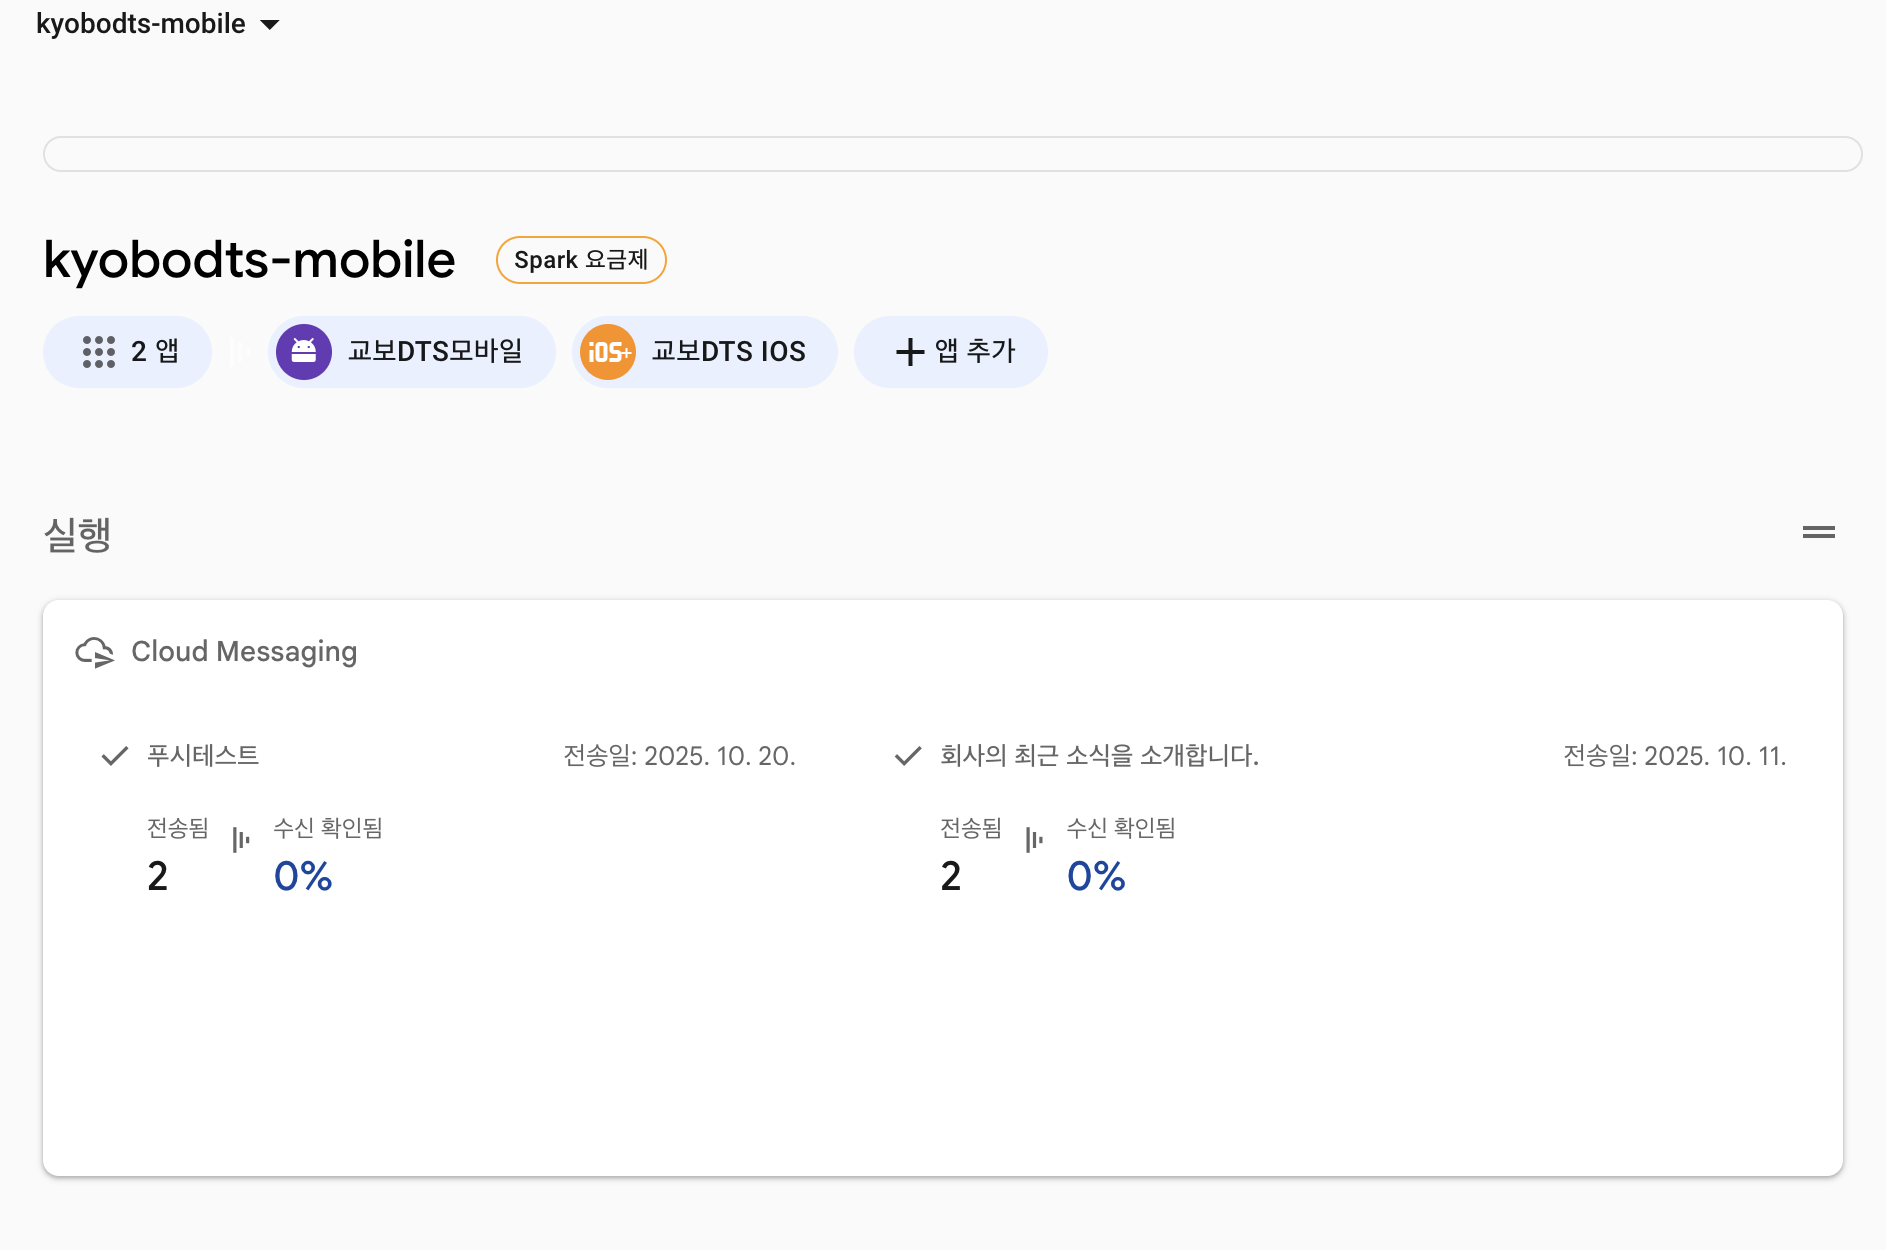 kyobodts-mobile
kyobodts-mobile
Spark 요금제
2 앱
교보DTS모바일
iOS+
교보DTS IOS
앱 추가
실행
Cloud Messaging
푸시테스트
전송일: 2025. 10. 20.
전송됨
수신 확인됨
2
0%
회사의 최근 소식을 소개합니다.
전송일: 2025. 10. 11.
전송됨
수신 확인됨
2
0%